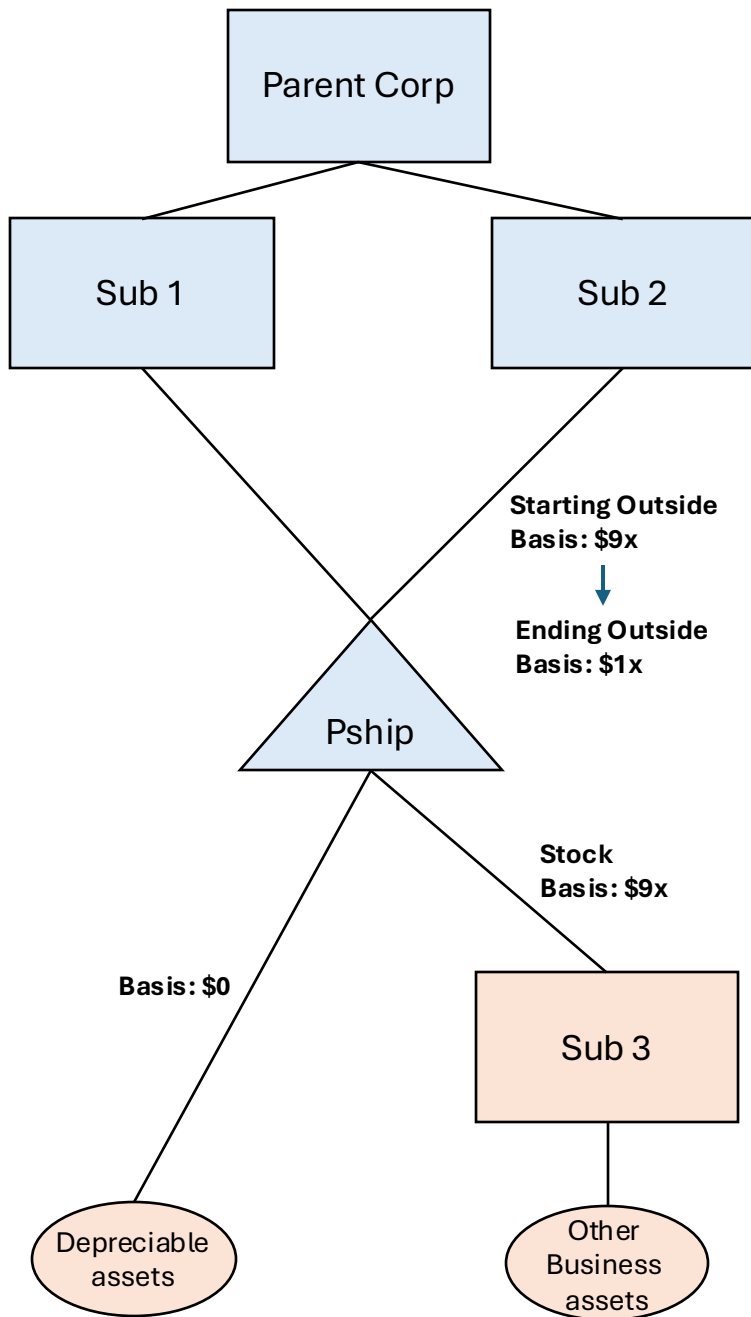 Parent Corp
Sub 1
Sub 2
Starting Outside
Basis: $9x
Ending Outside
Basis: $1x
Pship
Stock
Basis: $9x
Basis: $0
Sub 3
Depreciable
assets
Other
Business
assets